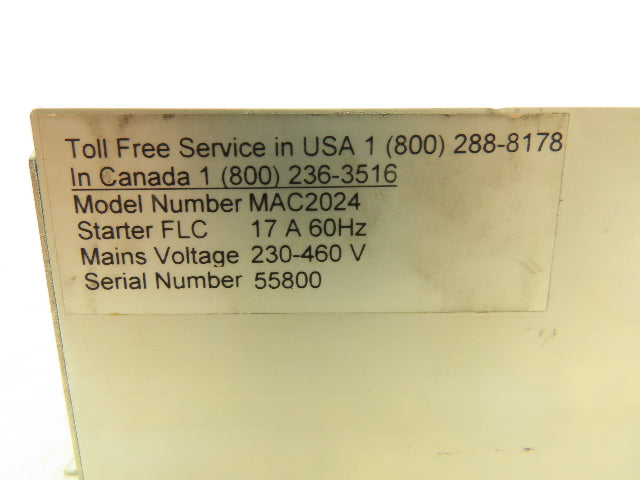 Toll Free Service in USA 1 (800) 288-8178
In Canada 1 (800) 236-3516
Model Number MAC2024
Starter FLC 17 A 60Hz
Mains Voltage 230-460 V
Serial Number 55800